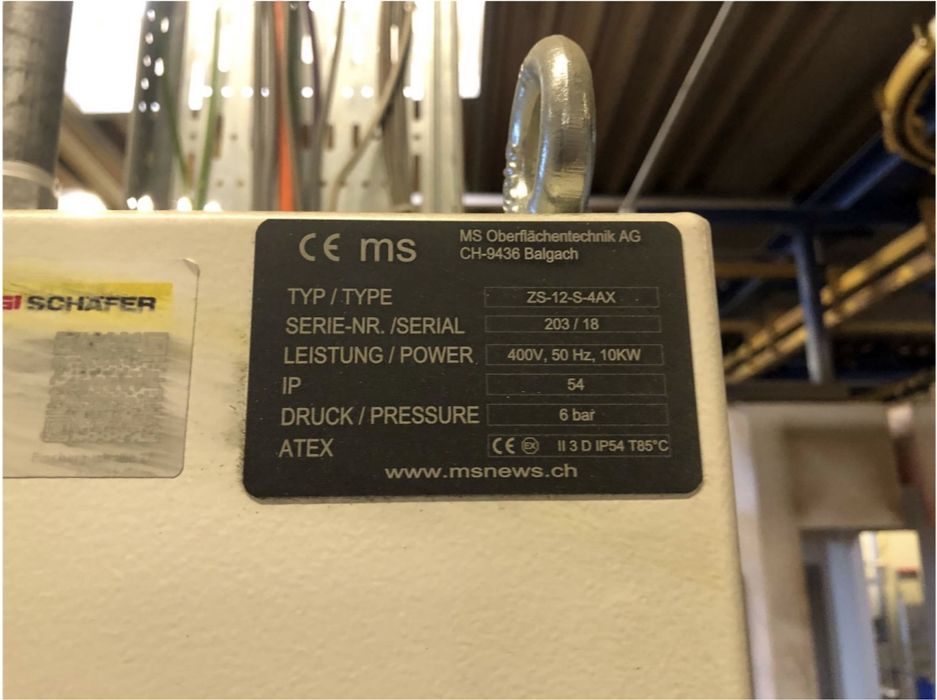 SCHÄFER
CE ms
MS Oberflächentechnik AG
CH-9436 Balgach
TYP / TYPE ZS-12-S-4AX
SERIE-NR. /SERIAL 203 / 18
LEISTUNG / POWER 400V, 50 Hz, 10KW
IP 54
DRUCK / PRESSURE 6 bar
ATEX CE EX II 3 D IP54 T85°C
www.msnews.ch